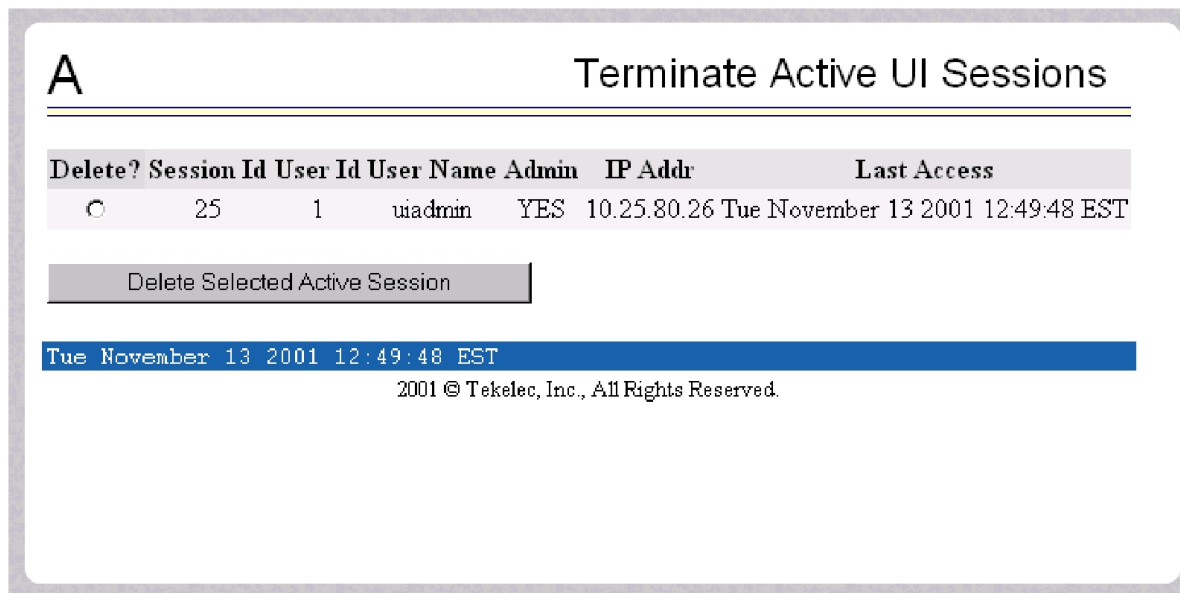 A
Terminate Active UI Sessions
Delete? Session Id User Id User Name Admin IP Addr Last Access
25 1 uiadmin YES 10.25.80.26 Tue November 13 2001 12:49:48 EST
Delete Selected Active Session
Tue November 13 2001 12:49:48 EST
2001 © Tekelec, Inc., All Rights Reserved.